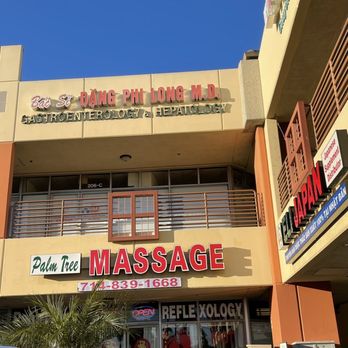 Bác Sĩ ĐẶNG PHI LONG M.D.
GASTROENTEROLOGY & HEPATOLOGY
206-C
Palm Tree MASSAGE
714-839-1668
OPEN REFLEXOLOGY
JAPAN